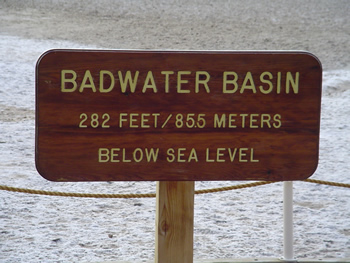 BADWATER BASIN
282 FEET/85.5 METERS
BELOW SEA LEVEL